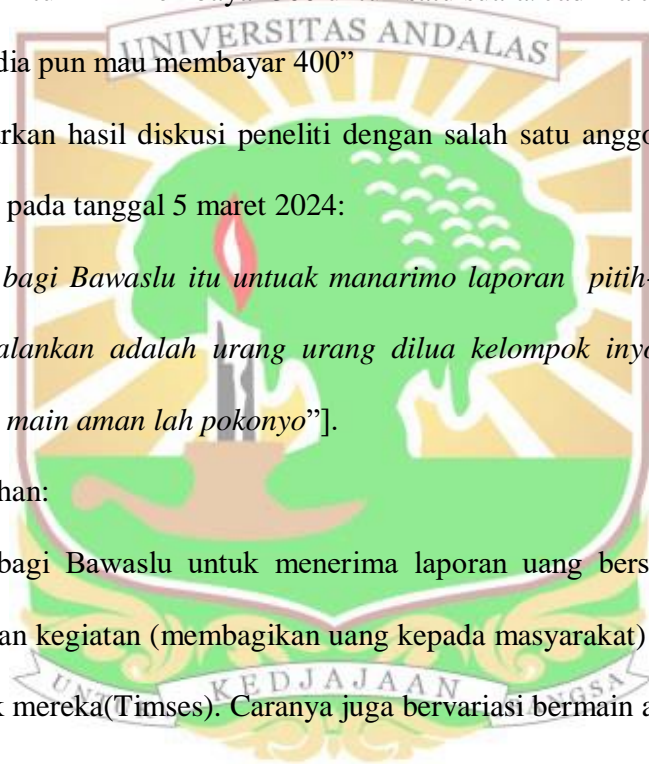 UNIVERSITAS ANDALAS
dia pun mau membayar 400”
arkan hasil diskusi peneliti dengan salah satu anggo
pada tanggal 5 maret 2024:
bagi Bawaslu itu untuak manarimo laporan pitih-
alankan adalah urang urang dilua kelompok inyo
main aman lah pokonyo”].
han:
bagi Bawaslu untuk menerima laporan uang bers
an kegiatan (membagikan uang kepada masyarakat)
k mereka(Timses). Caranya juga bervariasi bermain a
UNTUK KEDJAJAAN BANGSA